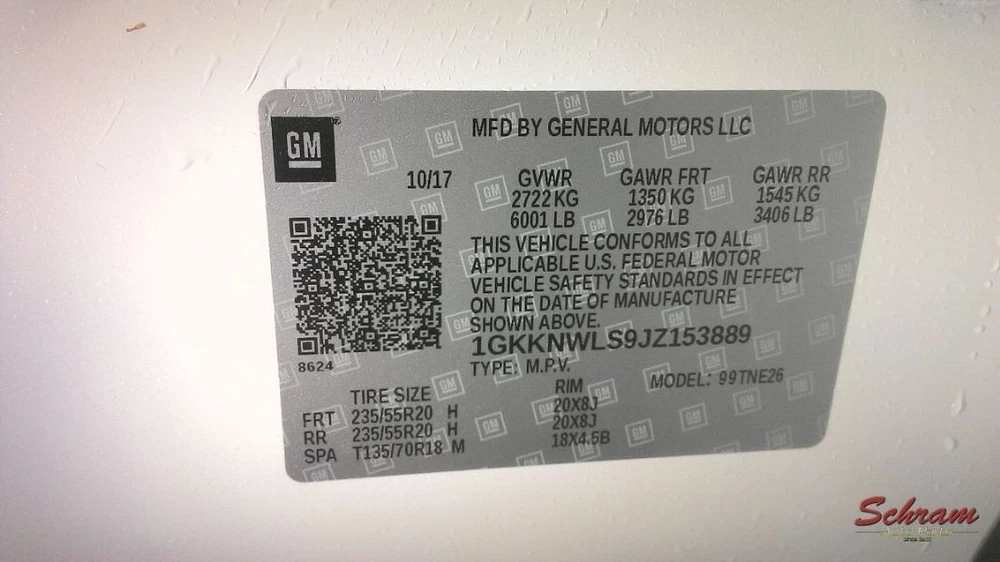 GM
MFD BY GENERAL MOTORS LLC
10/17
GVWR GAWR FRT GAWR RR
2722 KG 1350 KG 1545 KG
6001 LB 2976 LB 3406 LB
THIS VEHICLE CONFORMS TO ALL
APPLICABLE U.S. FEDERAL MOTOR
VEHICLE SAFETY STANDARDS IN EFFECT
ON THE DATE OF MANUFACTURE
SHOWN ABOVE.
1GKKNWLS9JZ153889
TYPE: M.P.V.
8624
MODEL: 99TNE26
TIRE SIZE RIM
FRT 235/55R20 H 20X8J
RR 235/55R20 H 20X8J
SPA T135/70R18 M 18X4.5B
Schram